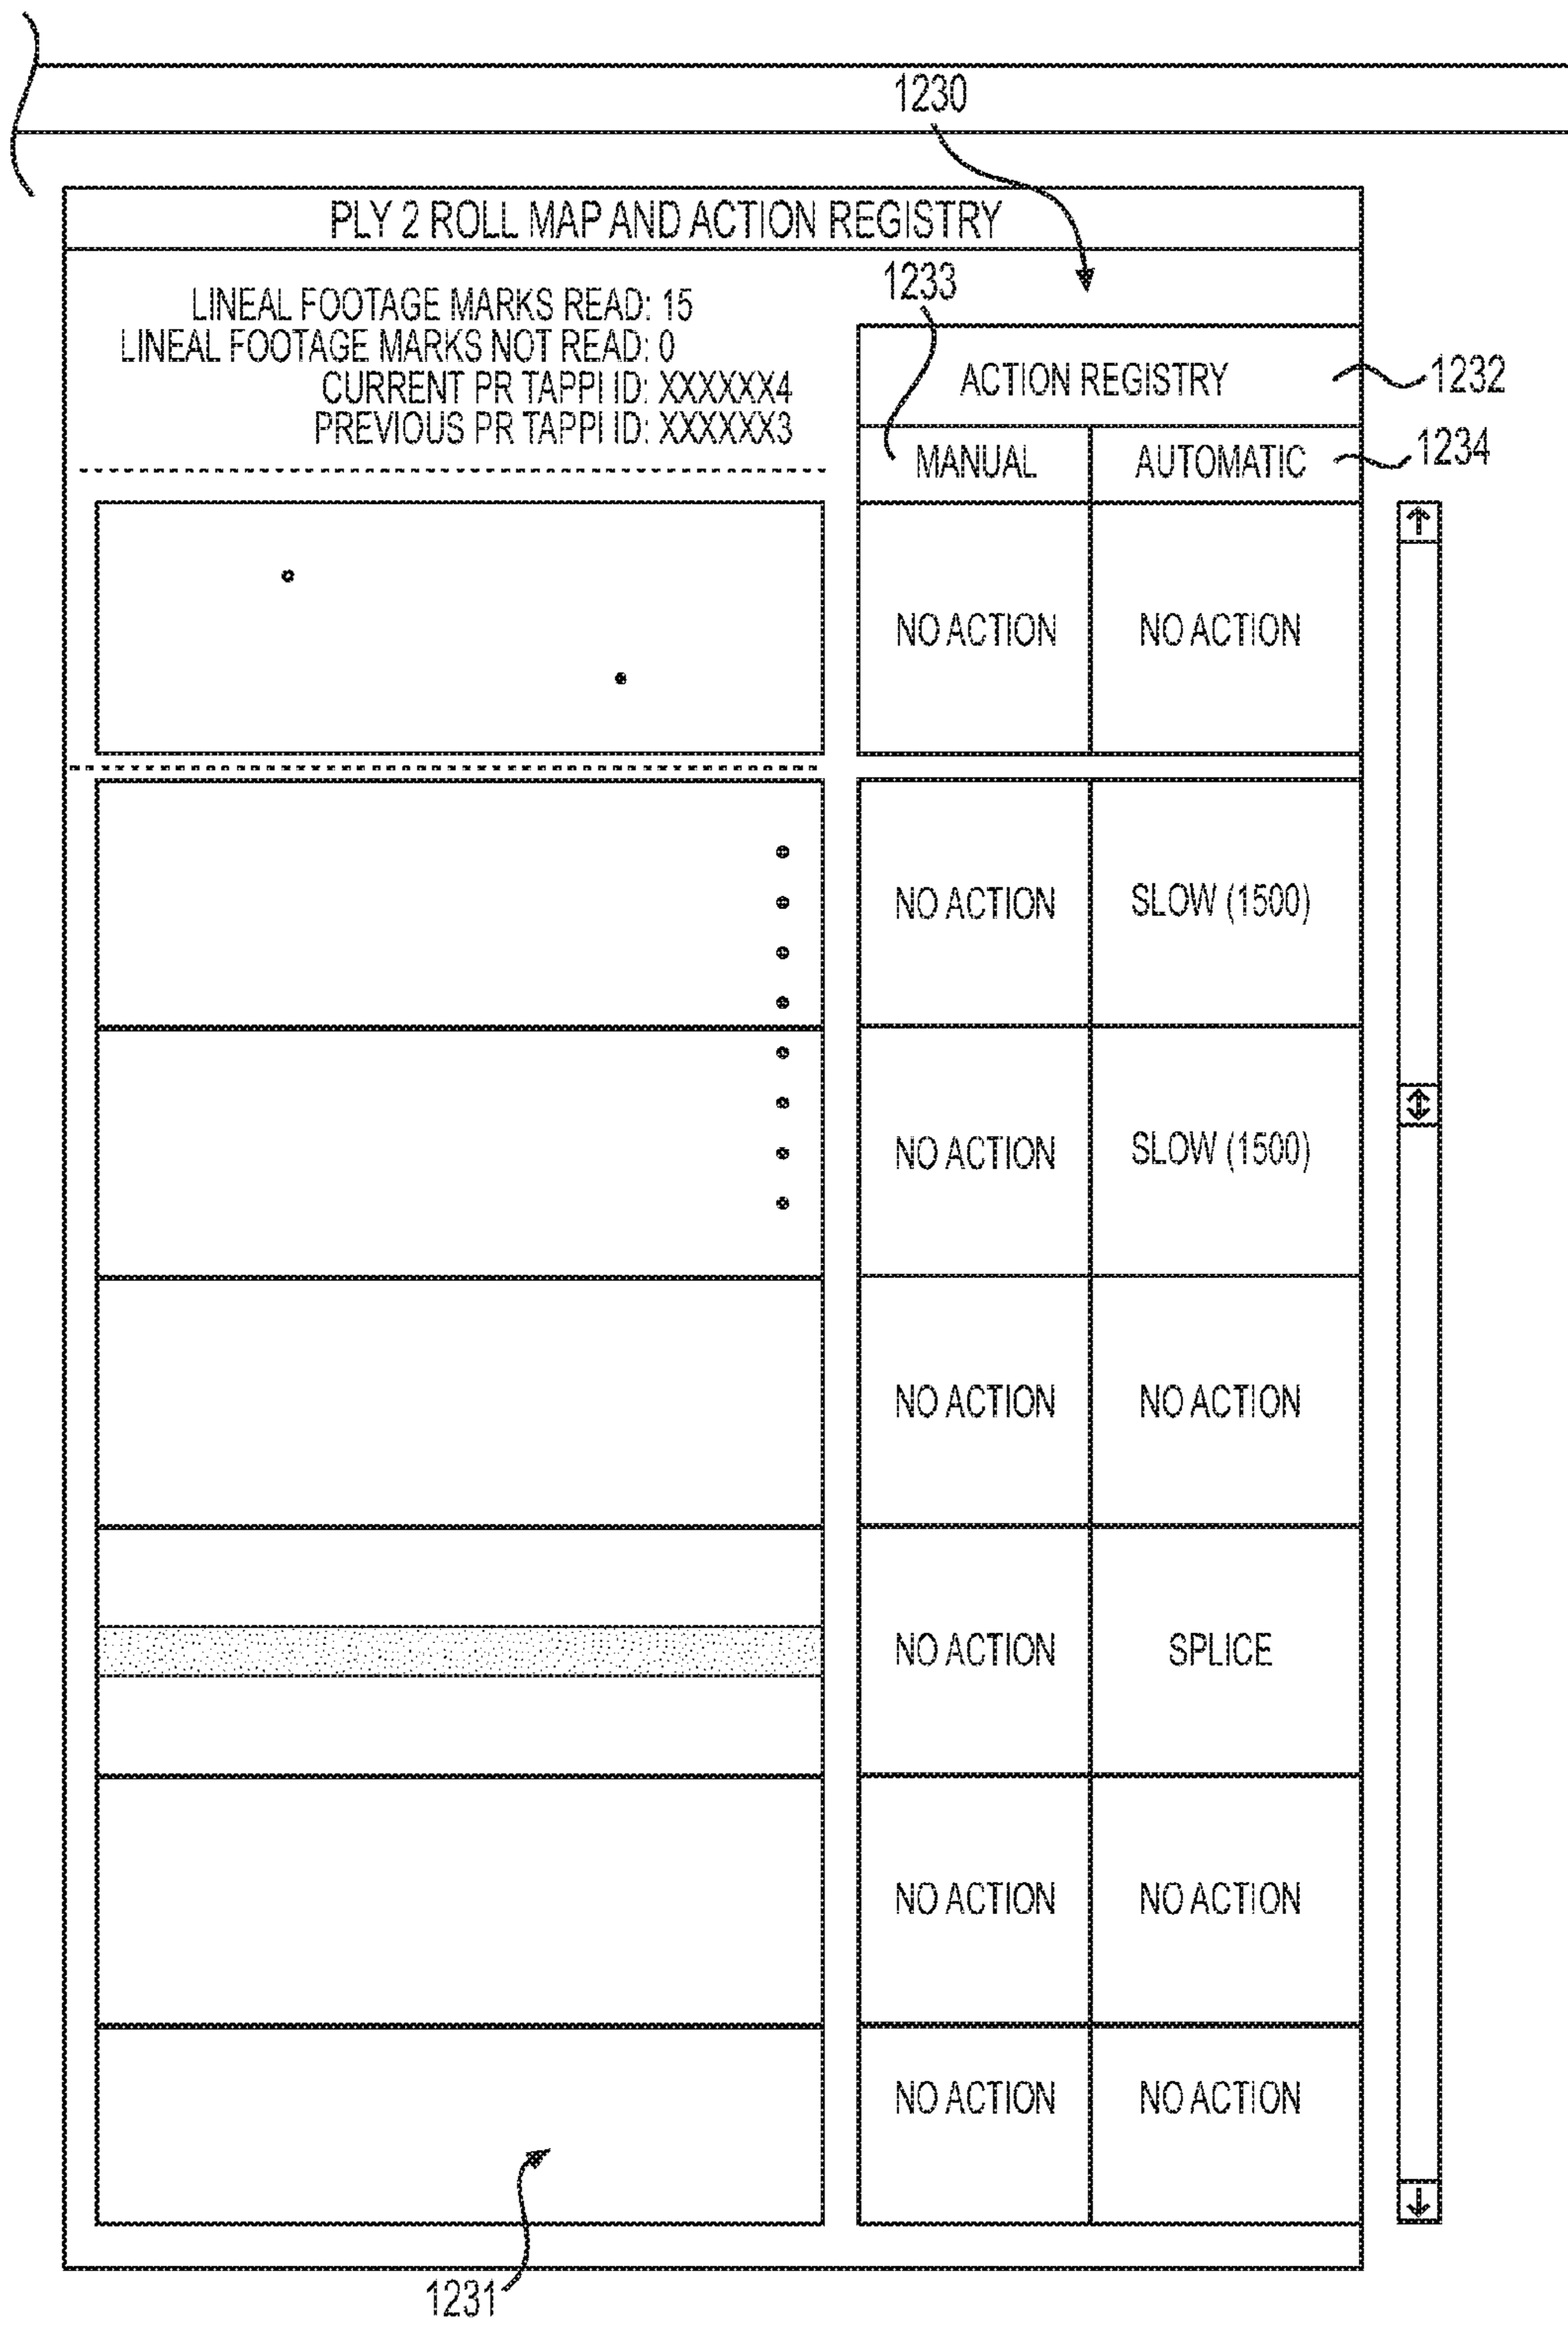 1230
PLY 2 ROLL MAP AND ACTION REGISTRY
1233
LINEAL FOOTAGE MARKS READ: 15
LINEAL FOOTAGE MARKS NOT READ: 0
CURRENT PR TAPPI ID: XXXXXX4
PREVIOUS PR TAPPI ID: XXXXXX3
ACTION REGISTRY
1232
MANUAL AUTOMATIC
1234
NO ACTION NO ACTION
NO ACTION SLOW (1500)
NO ACTION SLOW (1500)
NO ACTION NO ACTION
NO ACTION SPLICE
NO ACTION NO ACTION
NO ACTION NO ACTION
1231